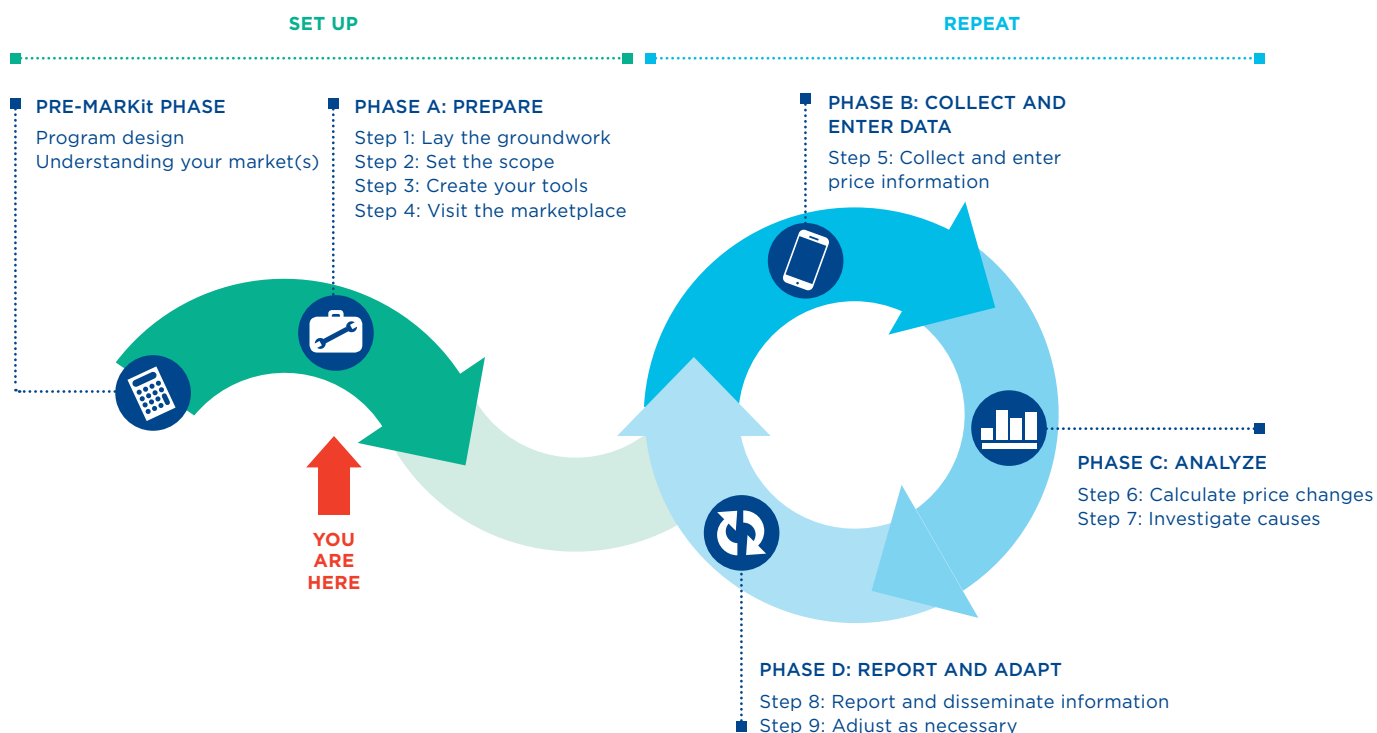 SET UP
REPEAT
PRE-MARKit PHASE
Program design
Understanding your market(s)
PHASE A: PREPARE
Step 1: Lay the groundwork
Step 2: Set the scope
Step 3: Create your tools
Step 4: Visit the marketplace
PHASE B: COLLECT AND
ENTER DATA
Step 5: Collect and enter
price information
YOU
ARE
HERE
PHASE C: ANALYZE
Step 6: Calculate price changes
Step 7: Investigate causes
PHASE D: REPORT AND ADAPT
Step 8: Report and disseminate information
Step 9: Adjust as necessary